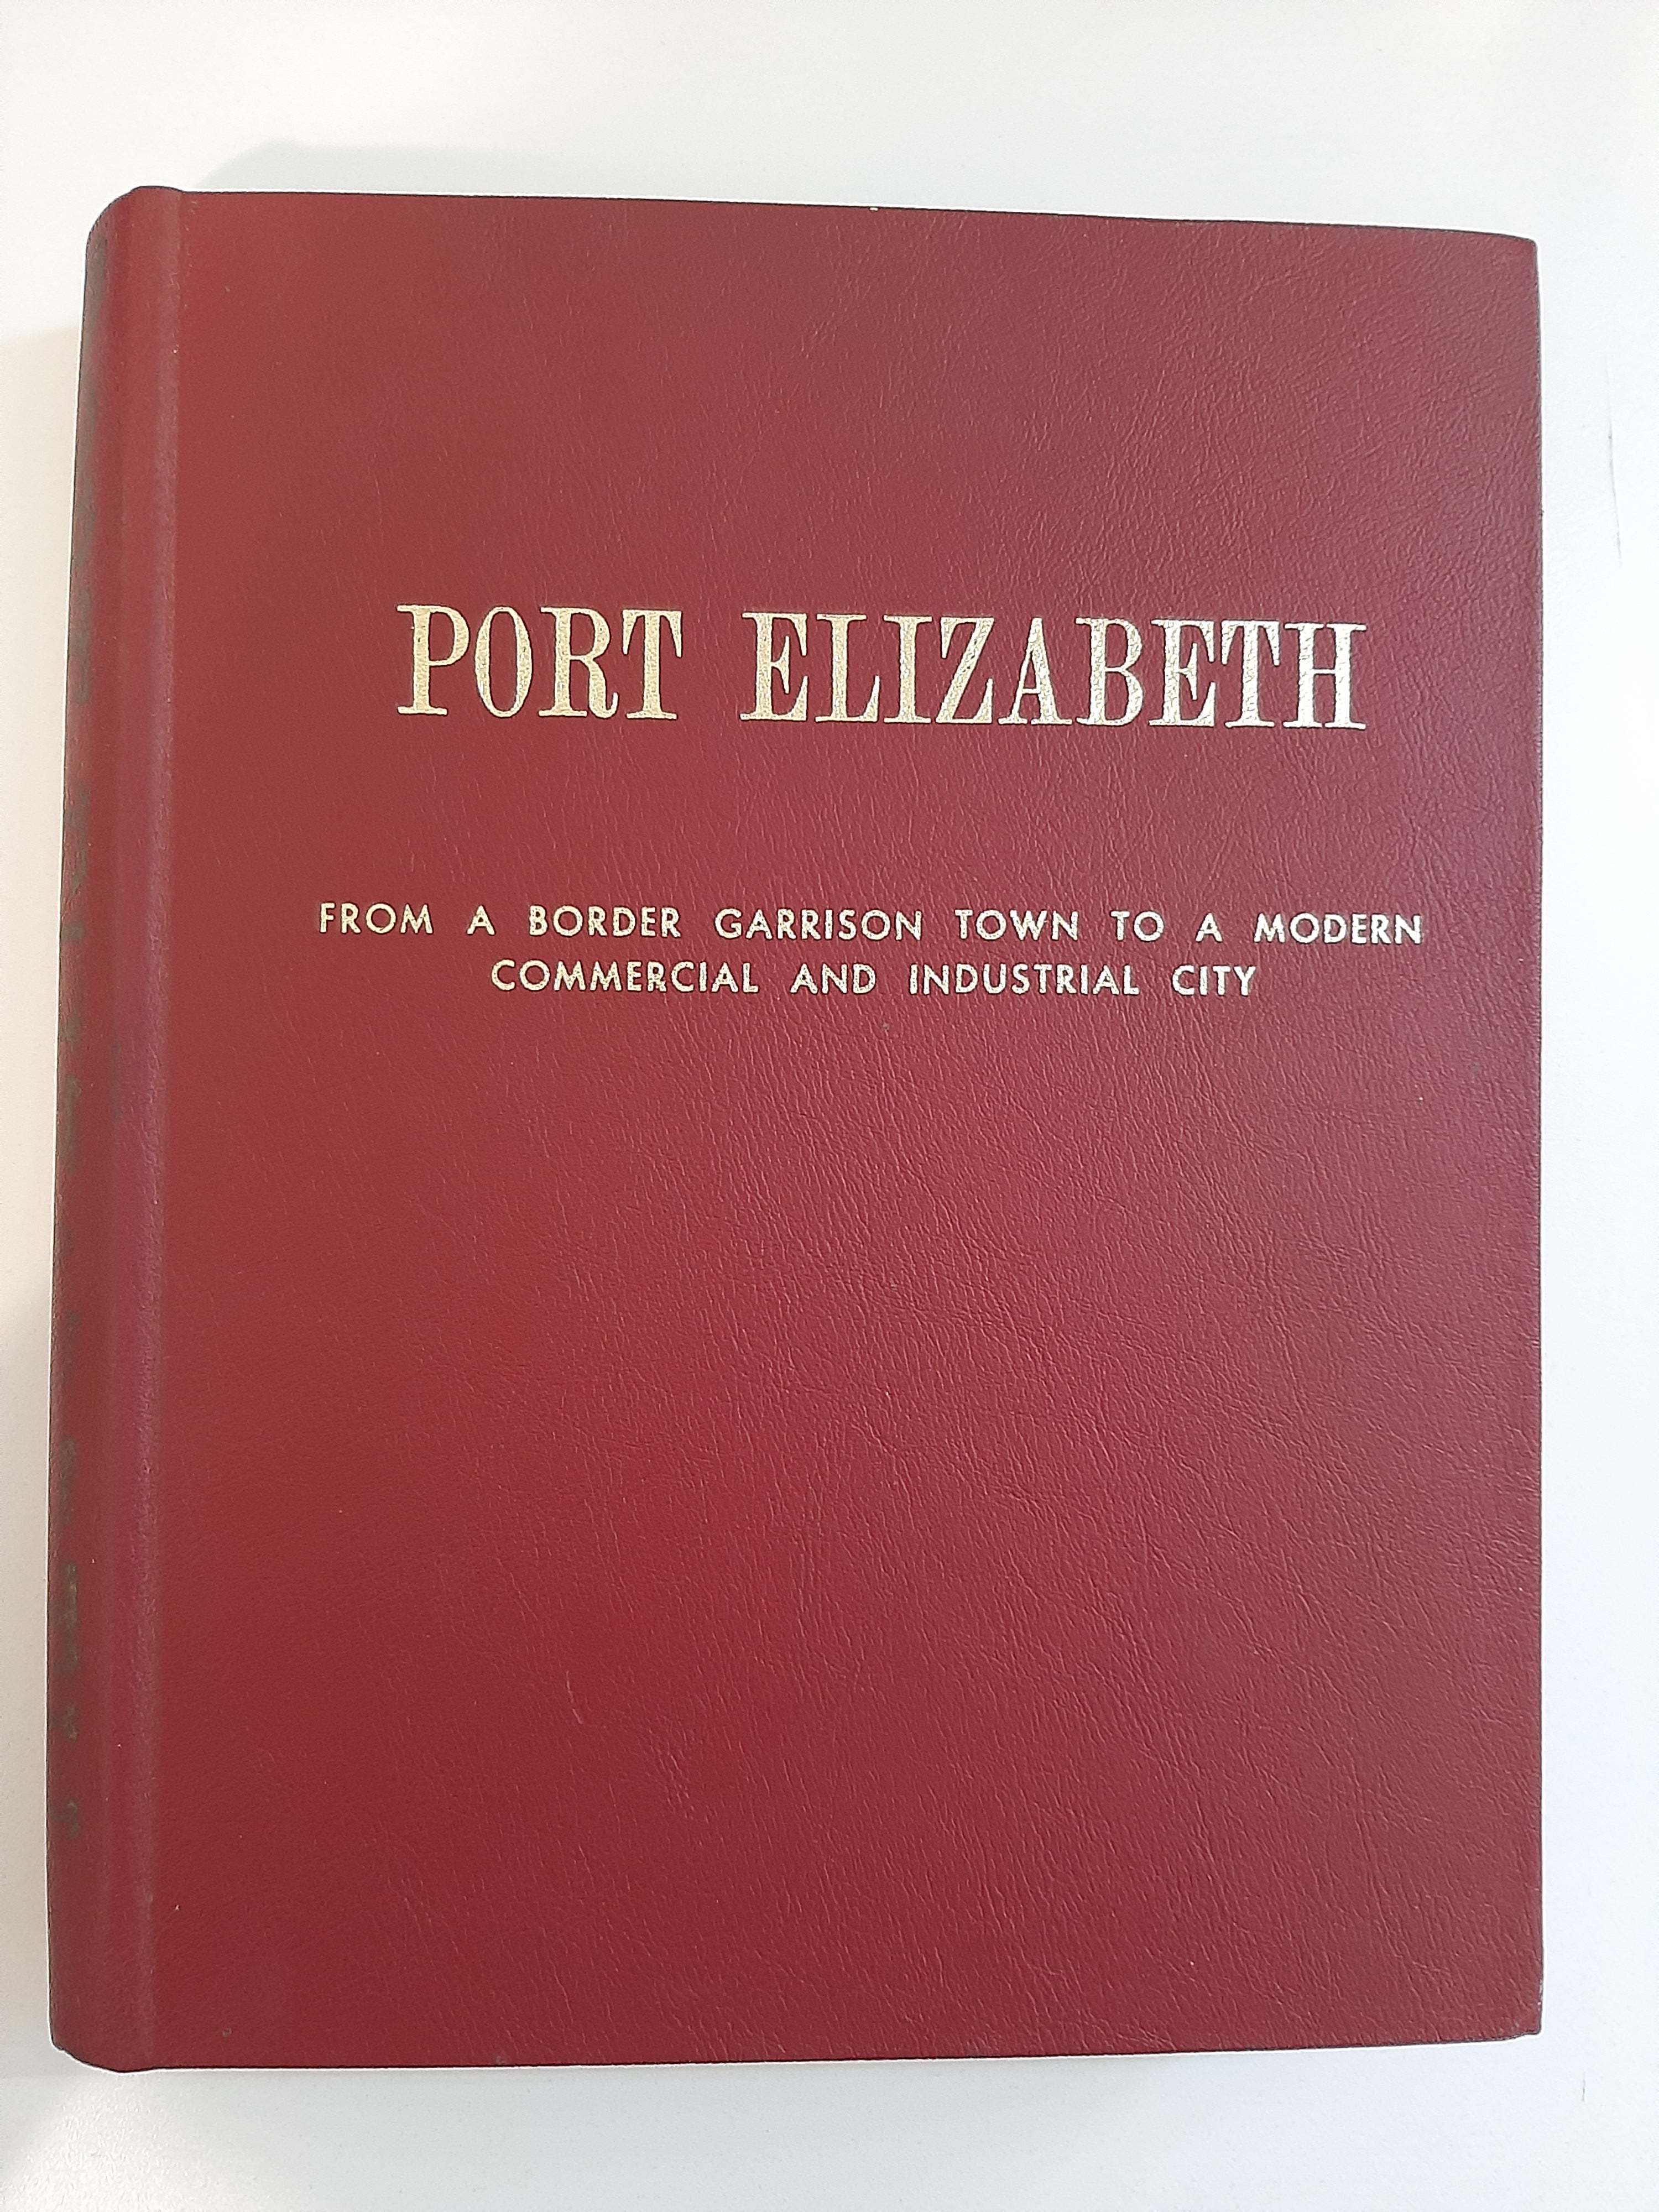 PORT ELIZABETH
FROM A BORDER GARRISON TOWN TO A MODERN
COMMERCIAL AND INDUSTRIAL CITY